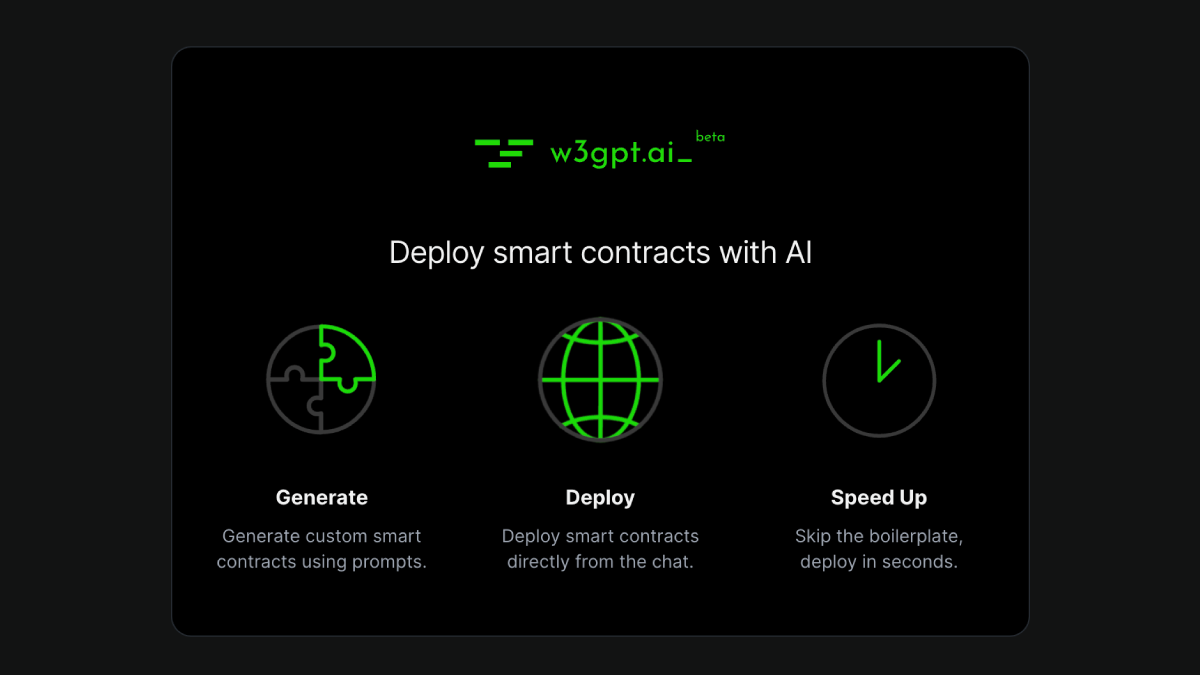 w3gpt.ai_ beta
Deploy smart contracts with AI
Generate
Generate custom smart
contracts using prompts.
Deploy
Deploy smart contracts
directly from the chat.
Speed Up
Skip the boilerplate,
deploy in seconds.